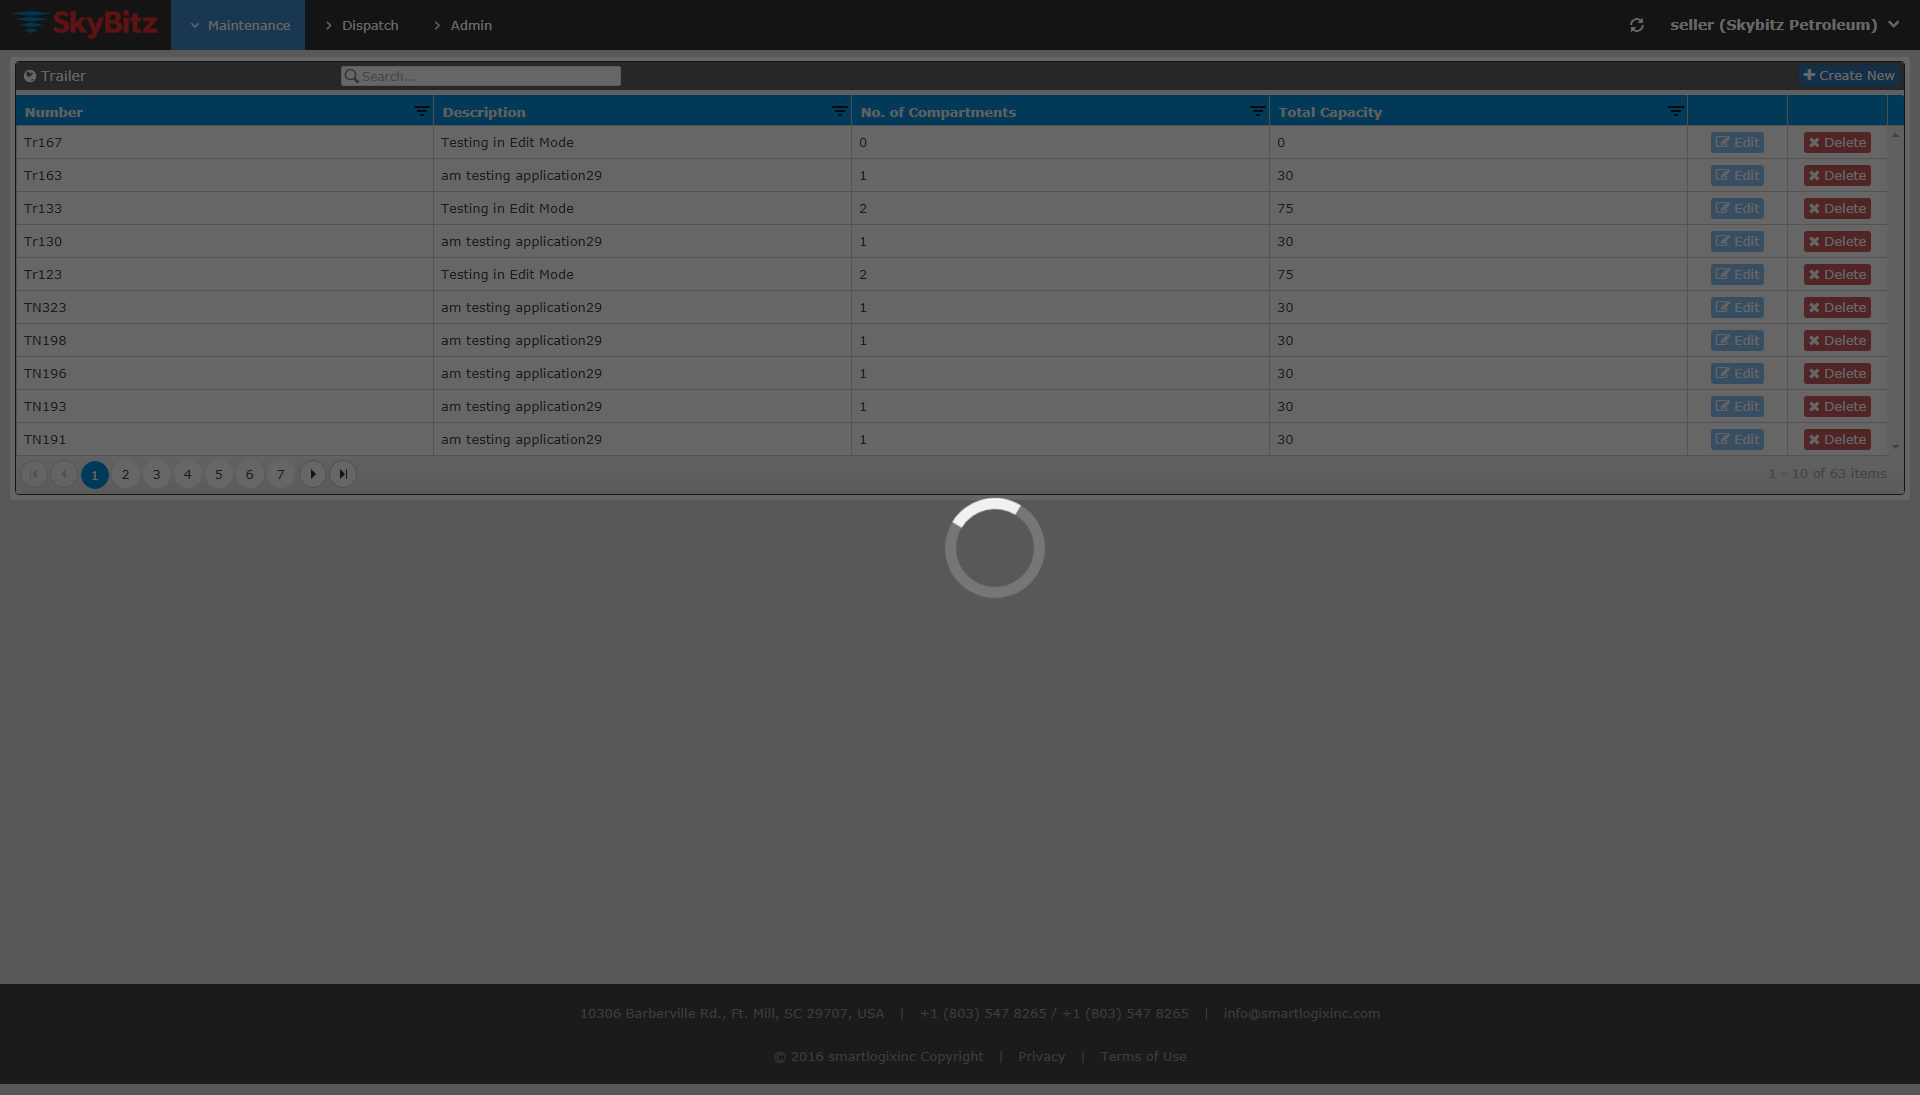 SkyBitz Maintenance Dispatch Admin seller (Skybitz Petroleum)
Trailer Search... Create New
Number Description No. of Compartments Total Capacity
Tr167 Testing in Edit Mode 0 0 Edit Delete
Tr163 am testing application29 1 30 Edit Delete
Tr133 Testing in Edit Mode 2 75 Edit Delete
Tr130 am testing application29 1 30 Edit Delete
Tr123 Testing in Edit Mode 2 75 Edit Delete
TN323 am testing application29 1 30 Edit Delete
TN198 am testing application29 1 30 Edit Delete
TN196 am testing application29 1 30 Edit Delete
TN193 am testing application29 1 30 Edit Delete
TN191 am testing application29 1 30 Edit Delete
1 2 3 4 5 6 7 1 - 10 of 63 items
10306 Barberville Rd., Ft. Mill, SC 29707, USA | +1 (803) 547 8265 / +1 (803) 547 8265 | info@smartlogixinc.com
© 2016 smartlogixinc Copyright | Privacy | Terms of Use